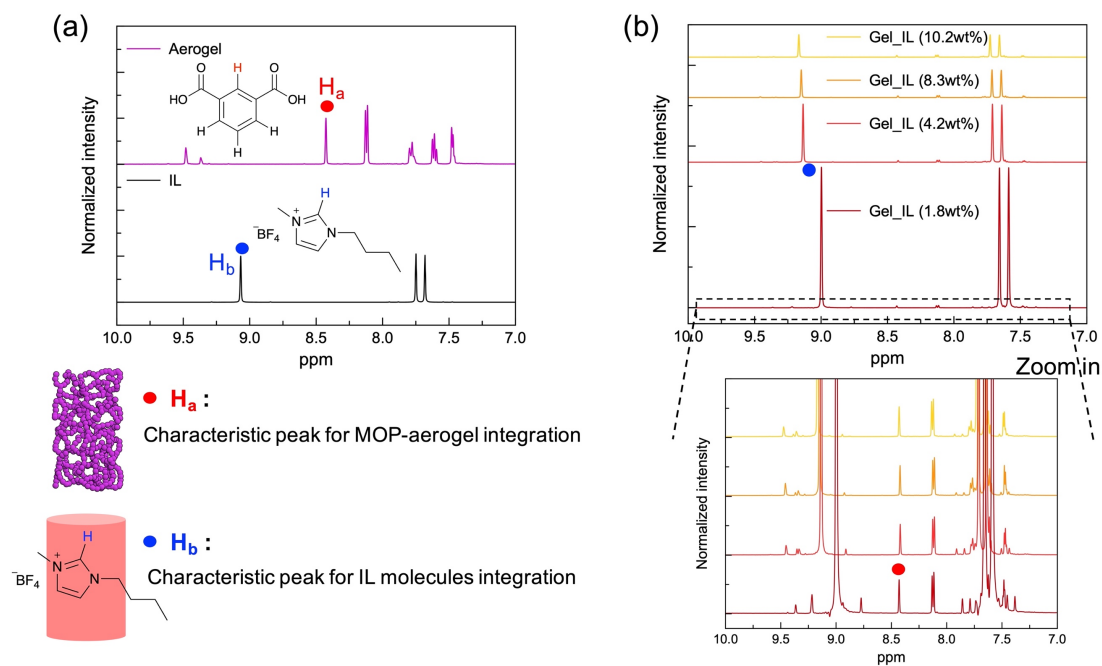 (a)
Aerogel
O
H
O
HO
OH
H
H
H
Ha
IL
H
N
+
N
⁻BF4
Hb
Normalized intensity
10.0
9.5
9.0
8.5
8.0
7.5
7.0
ppm
Ha :
Characteristic peak for MOP-aerogel integration
H
N
+
N
⁻BF4
Hb :
Characteristic peak for IL molecules integration
(b)
Gel_IL (10.2wt%)
Gel_IL (8.3wt%)
Gel_IL (4.2wt%)
Gel_IL (1.8wt%)
Normalized intensity
10.0
9.5
9.0
8.5
8.0
7.5
7.0
ppm
Zoom in
Normalized intensity
10.0
9.5
9.0
8.5
8.0
7.5
7.0
ppm